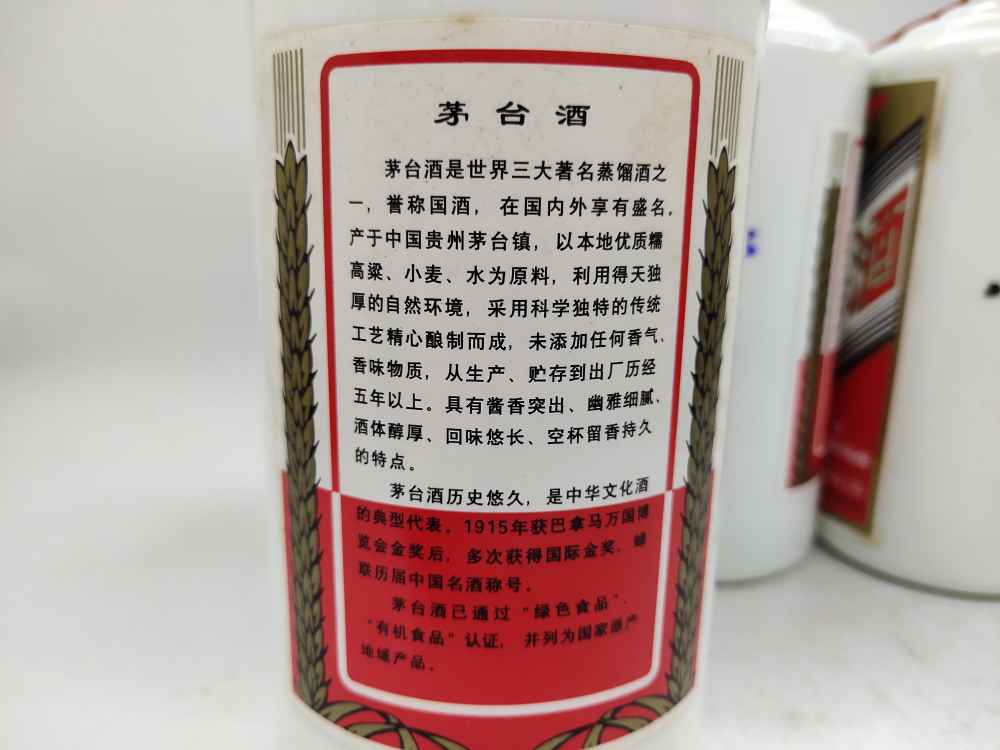 茅台酒
茅台酒是世界三大著名蒸馏酒之
一，誉称国酒，在国内外享有盛名。
产于中国贵州茅台镇，以本地优质糯
高粱、小麦、水为原料，利用得天独
厚的自然环境，采用科学独特的传统
工艺精心酿制而成，未添加任何香气、
香味物质，从生产、贮存到出厂历经
五年以上。具有酱香突出、幽雅细腻、
酒体醇厚、回味悠长、空杯留香持久
的特点。
茅台酒历史悠久，是中华文化酒
的典型代表。1915年获巴拿马万国博
览会金奖后，多次获得国际金奖，蝉
联历届中国名酒称号。
茅台酒已通过“绿色食品”、
“有机食品”认证，并列为国家原产
地域产品。
酒